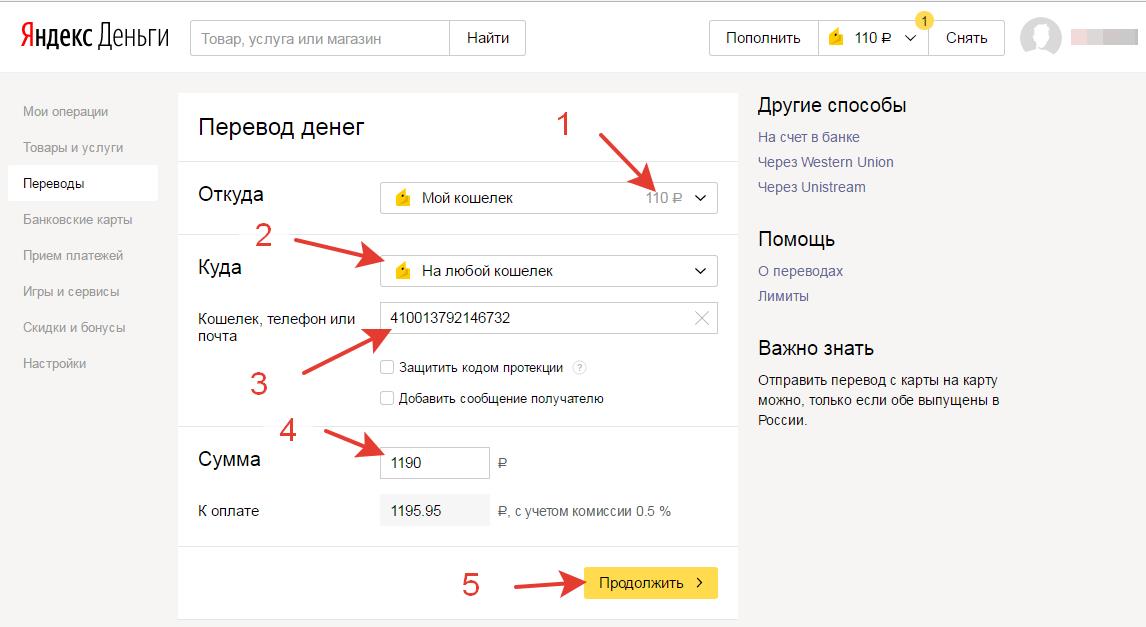 Яндекс Деньги
Товар, услуга или магазин
Найти
Пополнить
110 ₽
1
Снять
Мои операции
Товары и услуги
Переводы
Банковские карты
Прием платежей
Игры и сервисы
Скидки и бонусы
Настройки
Перевод денег
1
Откуда
Мой кошелек
110 ₽
2
Куда
На любой кошелек
Кошелек, телефон или
почта
410013792146732
3
Защитить кодом протекции ?
Добавить сообщение получателю
4
Сумма
1190 ₽
К оплате
1195.95 ₽, с учетом комиссии 0.5 %
5
Продолжить >
Другие способы
На счет в банке
Через Western Union
Через Unistream
Помощь
О переводах
Лимиты
Важно знать
Отправить перевод с карты на карту
можно, только если обе выпущены в
России.